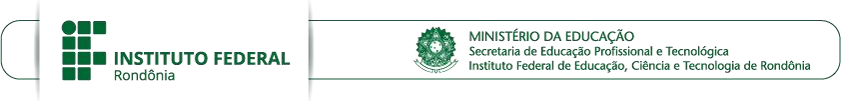 INSTITUTO FEDERAL
Rondônia
MINISTÉRIO DA EDUCAÇÃO
Secretaria de Educação Profissional e Tecnológica
Instituto Federal de Educação, Ciência e Tecnologia de Rondônia